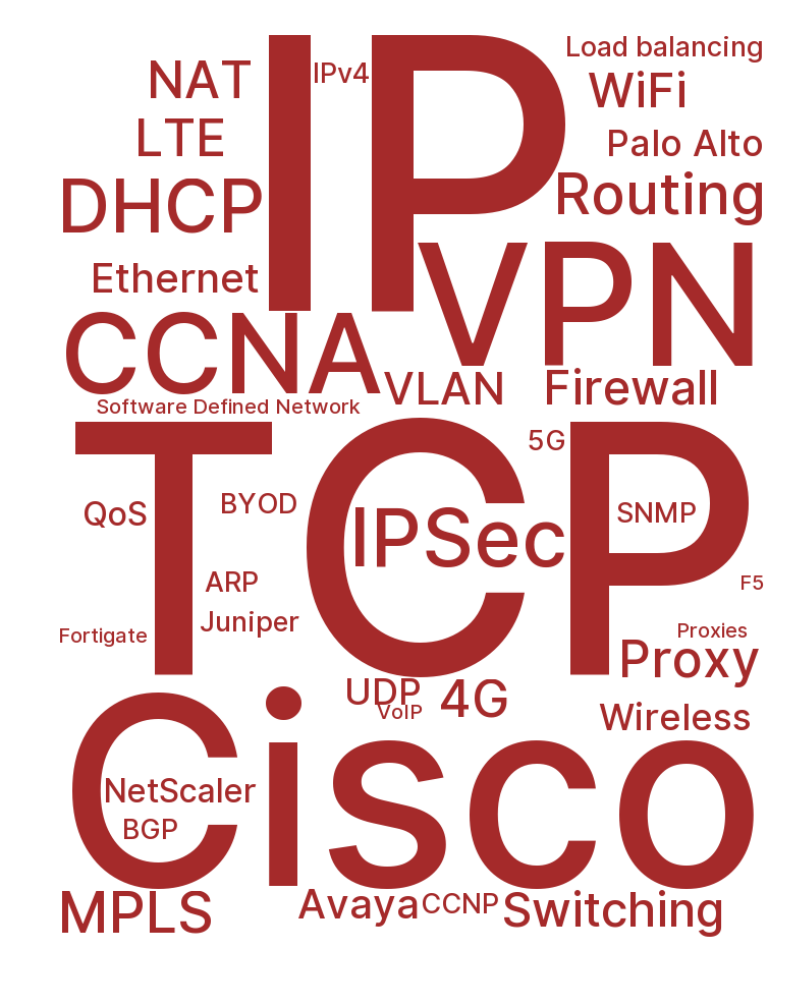 IP
NAT
IPv4
Load balancing
WiFi
LTE
Palo Alto
DHCP
Routing
Ethernet
VPN
CCNA
VLAN
Firewall
Software Defined Network
TCP
5G
QoS
BYOD
IPSec
SNMP
ARP
F5
Juniper
Fortigate
Proxies
Proxy
UDP
4G
VoIP
Wireless
Cisco
NetScaler
BGP
MPLS
Avaya
CCNP
Switching